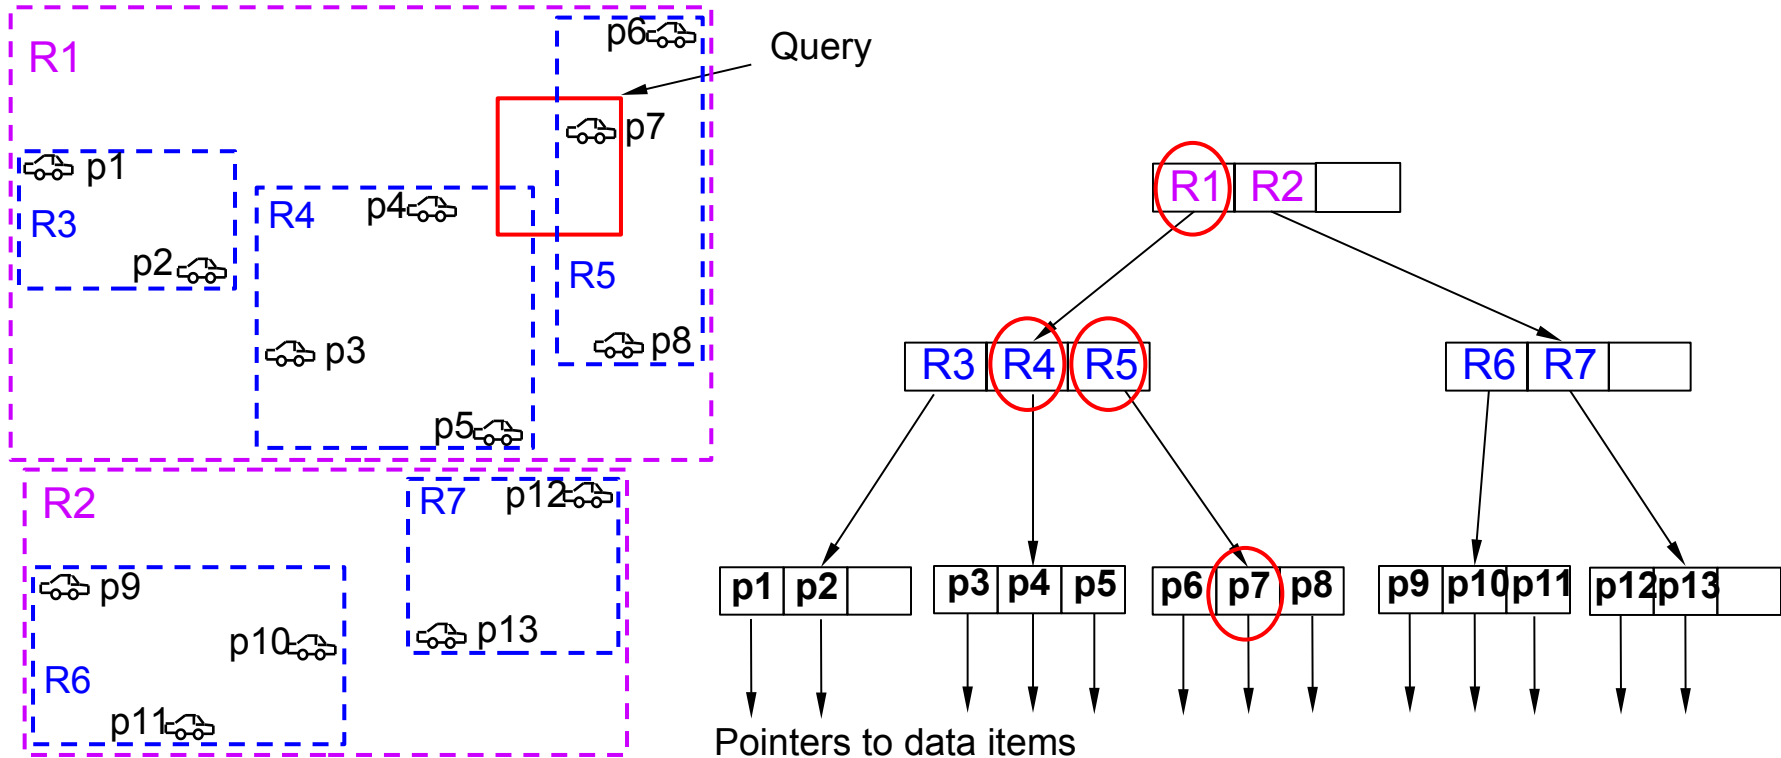 R1
p6
Query
p7
p1
R3
p2
R4
p4
R5
p3
p8
p5
R2
R7
p12
p9
p10
p13
R6
p11
R1 R2
R3 R4 R5
R6 R7
p1 p2
p3 p4 p5
p6 p7 p8
p9 p10 p11
p12 p13
Pointers to data items